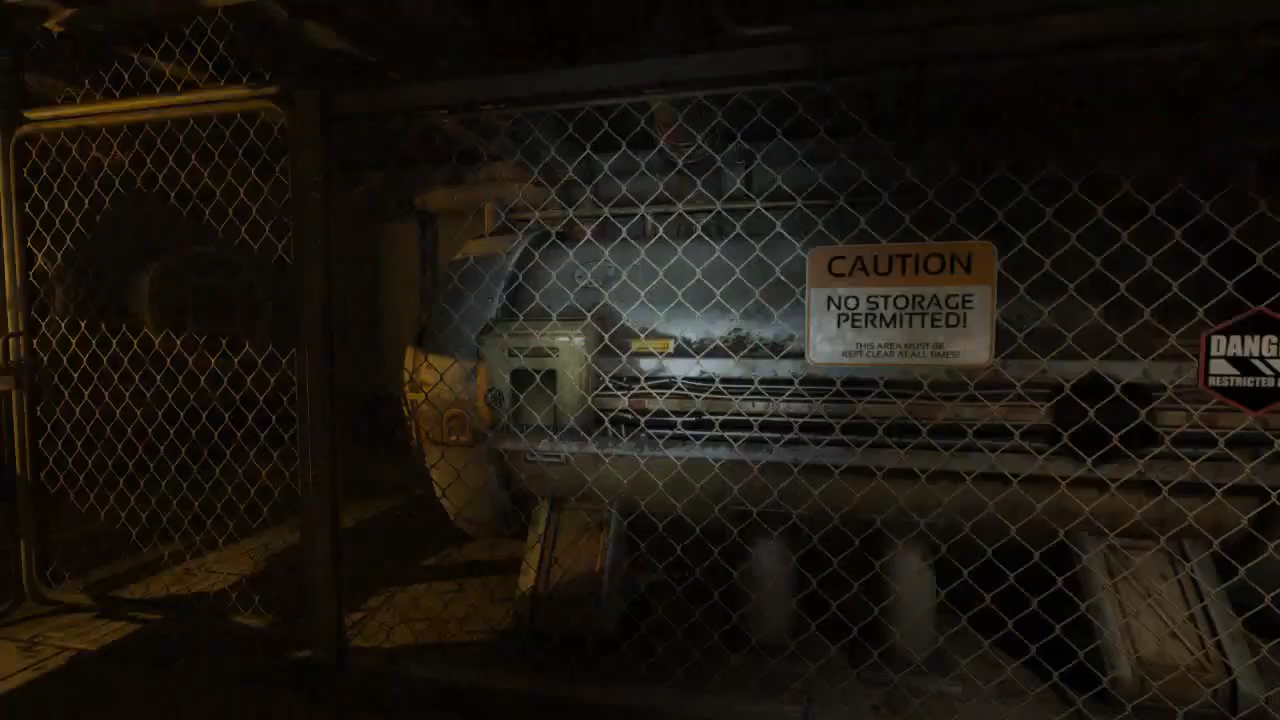 CAUTION
NO STORAGE
PERMITTED!
THIS AREA MUST BE
KEPT CLEAR AT ALL TIMES!
DANG
RESTRICTED